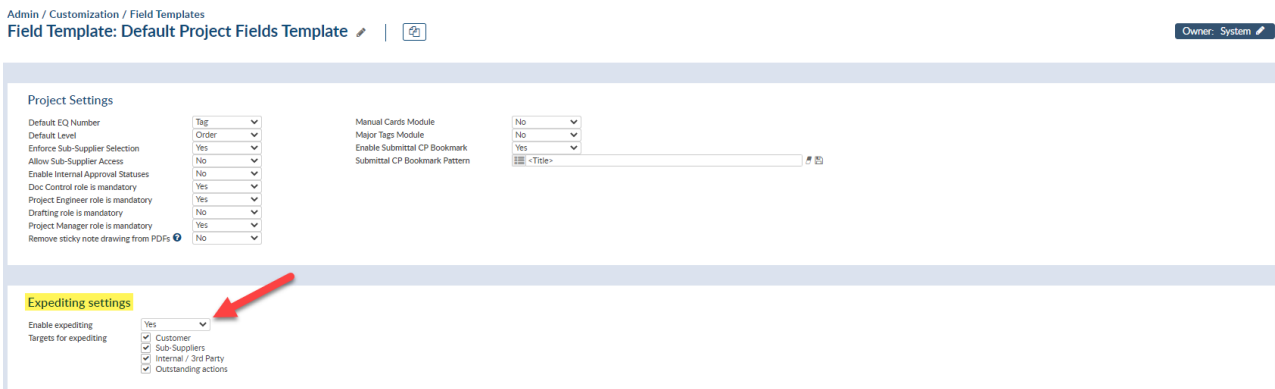 Admin / Customization / Field Templates
Field Template: Default Project Fields Template
Owner: System
Project Settings
Default EQ Number Tag
Default Level Order
Enforce Sub-Supplier Selection Yes
Allow Sub-Supplier Access No
Enable Internal Approval Statuses No
Doc Control role is mandatory Yes
Project Engineer role is mandatory Yes
Drafting role is mandatory No
Project Manager role is mandatory Yes
Remove sticky note drawing from PDFs ? No
Manual Cards Module No
Major Tags Module No
Enable Submittal CP Bookmark Yes
Submittal CP Bookmark Pattern <Title>
Expediting settings
Enable expediting Yes
Targets for expediting Customer
Sub-Suppliers
Internal / 3rd Party
Outstanding actions